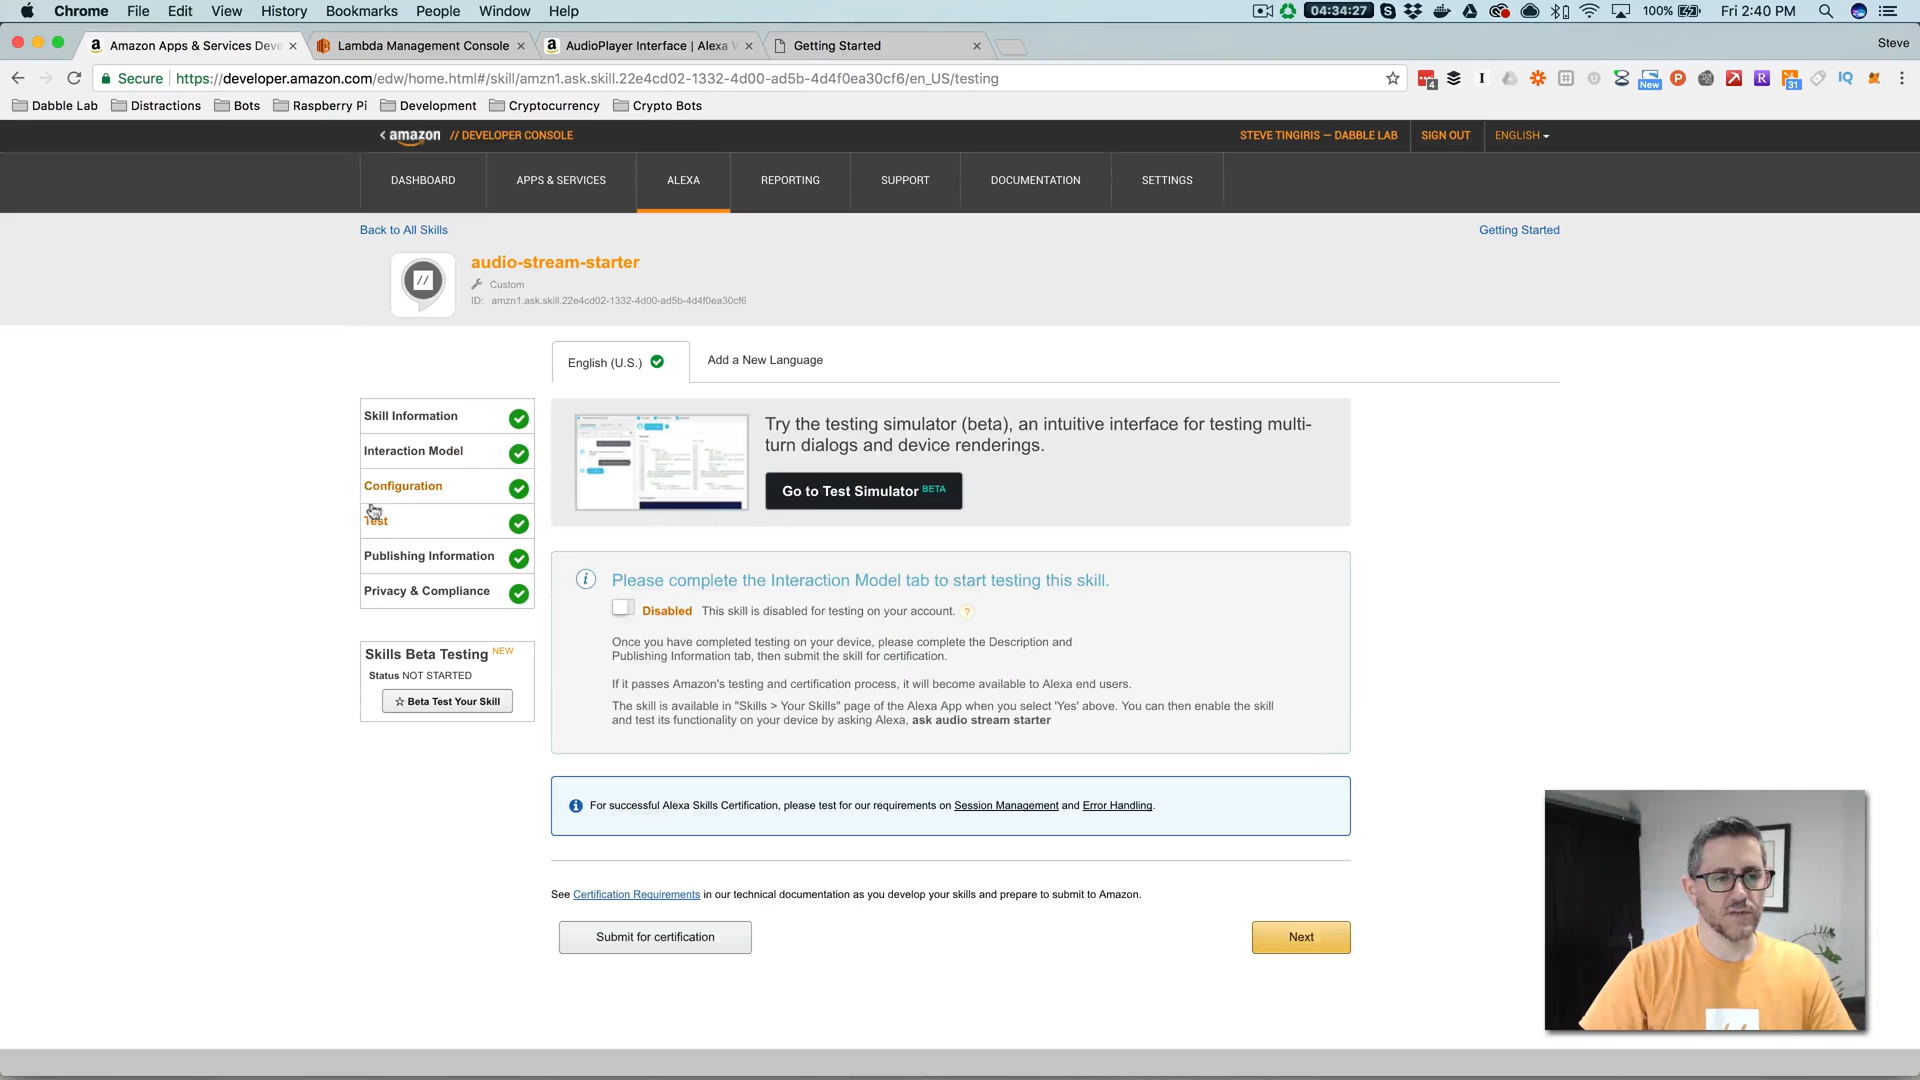 Chrome File Edit View History Bookmarks People Window Help 04:34:27 100% Fri 2:40 PM
Amazon Apps & Services Deve Lambda Management Console AudioPlayer Interface | Alexa V Getting Started Steve
Secure https://developer.amazon.com/edw/home.html#/skill/amzn1.ask.skill.22e4cd02-1332-4d00-ad5b-4d4f0ea30cf6/en_US/testing
Dabble Lab Distractions Bots Raspberry Pi Development Cryptocurrency Crypto Bots
amazon // DEVELOPER CONSOLE STEVE TINGIRIS — DABBLE LAB SIGN OUT ENGLISH
DASHBOARD APPS & SERVICES ALEXA REPORTING SUPPORT DOCUMENTATION SETTINGS
Back to All Skills Getting Started
audio-stream-starter
Custom
ID: amzn1.ask.skill.22e4cd02-1332-4d00-ad5b-4d4f0ea30cf6
English (U.S.) Add a New Language
Skill Information
Interaction Model
Configuration
Test
Publishing Information
Privacy & Compliance
Skills Beta Testing NEW
Status NOT STARTED
Beta Test Your Skill
Try the testing simulator (beta), an intuitive interface for testing multi-
turn dialogs and device renderings.
Go to Test Simulator BETA
Please complete the Interaction Model tab to start testing this skill.
Disabled This skill is disabled for testing on your account. ?
Once you have completed testing on your device, please complete the Description and
Publishing Information tab, then submit the skill for certification.
If it passes Amazon's testing and certification process, it will become available to Alexa end users.
The skill is available in "Skills > Your Skills" page of the Alexa App when you select 'Yes' above. You can then enable the skill
and test its functionality on your device by asking Alexa, ask audio stream starter
For successful Alexa Skills Certification, please test for our requirements on Session Management and Error Handling.
See Certification Requirements in our technical documentation as you develop your skills and prepare to submit to Amazon.
Submit for certification Next